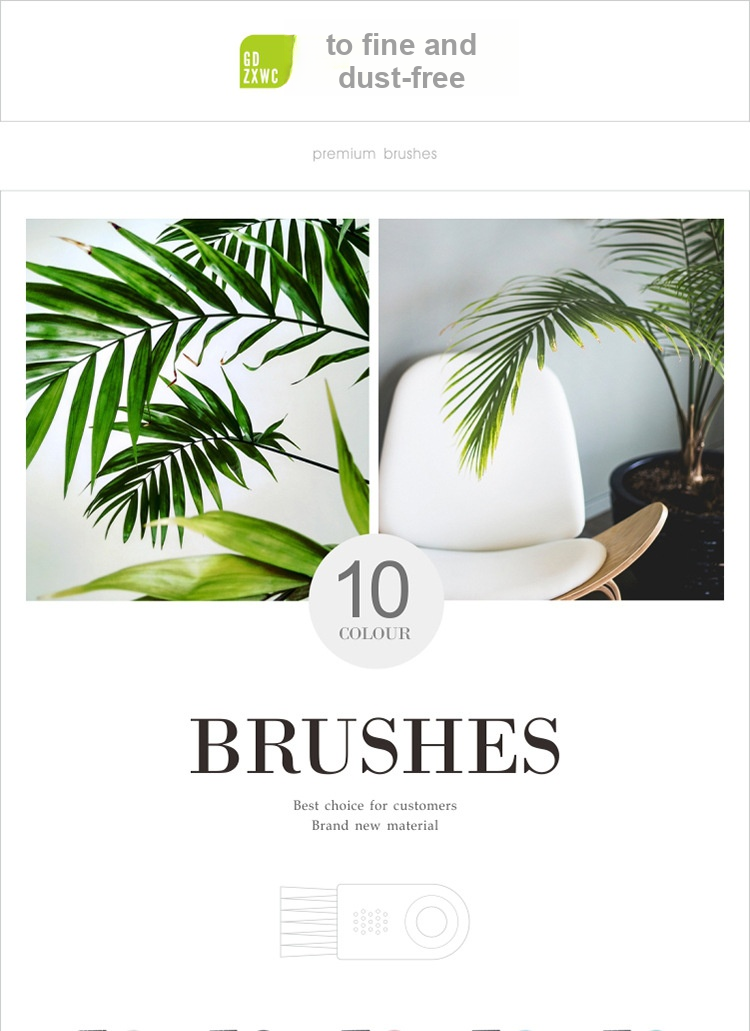 GD
ZXWC
to fine and
dust-free
premium brushes
10
COLOUR
BRUSHES
Best choice for customers
Brand new material